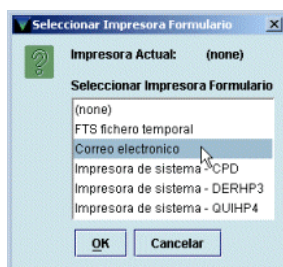 Seleccionar Impresora Formulario
Impresora Actual: (none)
Seleccionar Impresora Formulario
(none)
FTS fichero temporal
Correo electronico
Impresora de sistema - CPD
Impresora de sistema - DERHP3
Impresora de sistema - QUIHP4
OK Cancelar